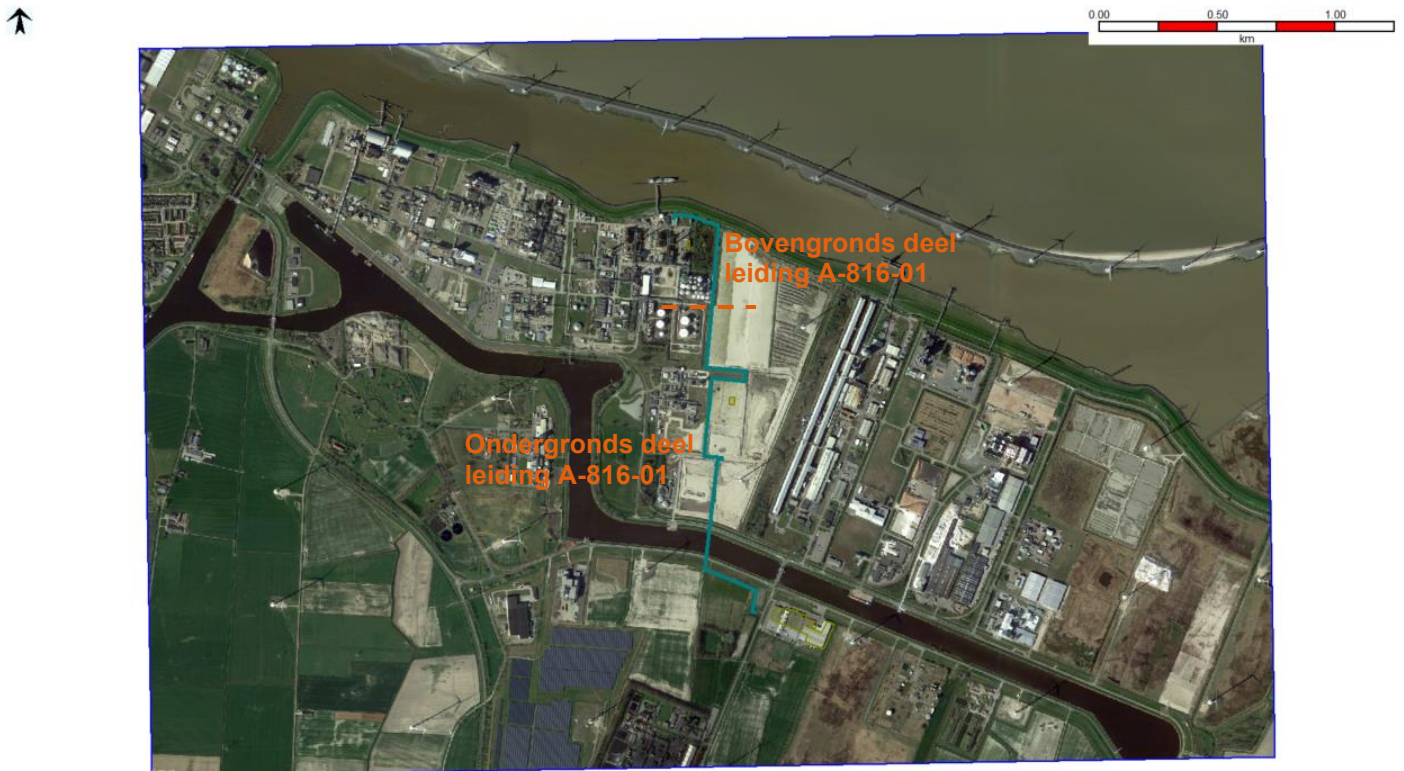 0.00 0.50 1.00
km
Bovengronds deel
leiding A-816-01
Ondergronds deel
leiding A-816-01